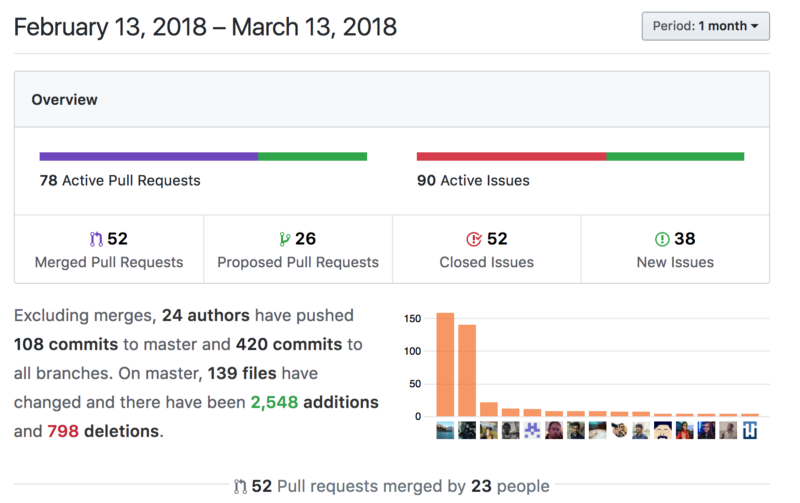 February 13, 2018 – March 13, 2018
Period: 1 month
Overview
78 Active Pull Requests
90 Active Issues
52
Merged Pull Requests
26
Proposed Pull Requests
52
Closed Issues
38
New Issues
Excluding merges, 24 authors have pushed
108 commits to master and 420 commits to
all branches. On master, 139 files have
changed and there have been 2,548 additions
and 798 deletions.
150
100
50
0
52 Pull requests merged by 23 people